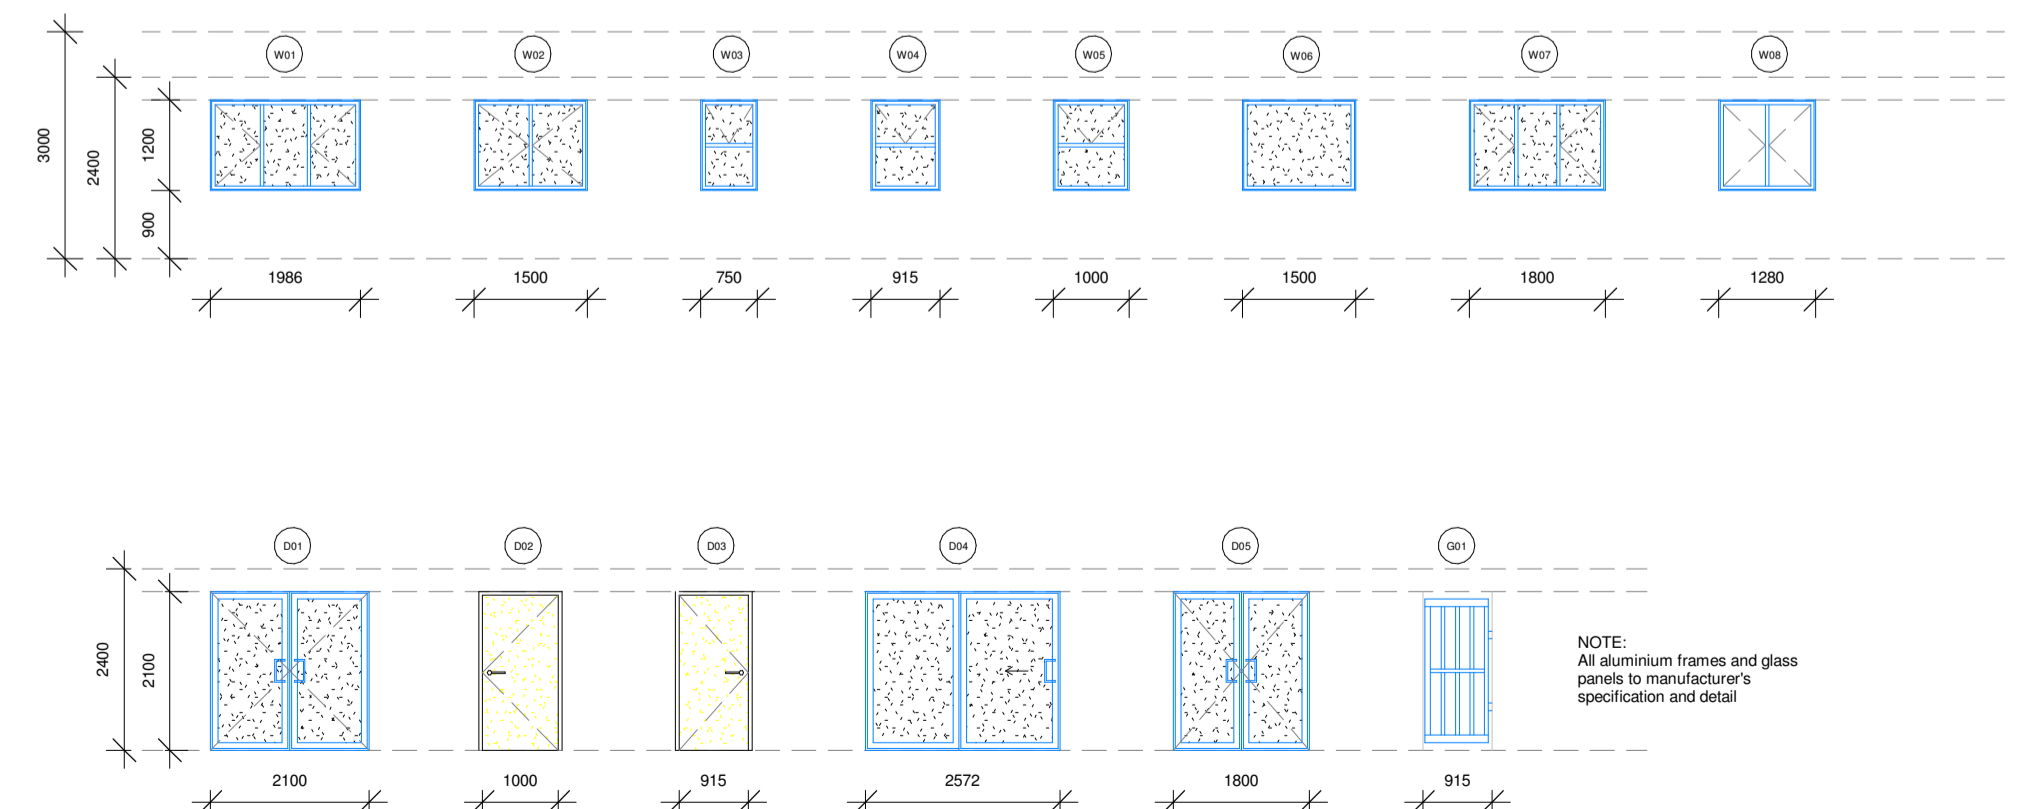 W01 W02 W03 W04 W05 W06 W07 W08
3000
2400
1200
900
1986 1500 750 915 1000 1500 1800 1280
D01 D02 D03 D04 D05 G01
2400
2100
NOTE:
All aluminium frames and glass
panels to manufacturer's
specification and detail
2100 1000 915 2572 1800 915